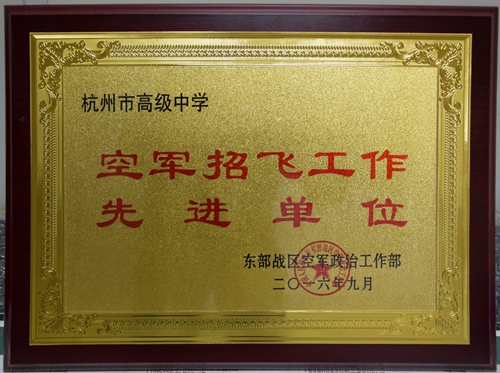 杭州市高级中学
空军招飞工作
先进单位
东部战区空军政治工作部
二〇一六年九月